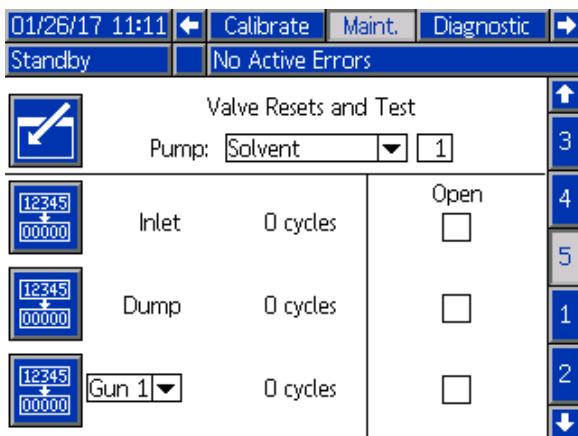 01/26/17 11:11 Calibrate Maint. Diagnostic
Standby No Active Errors
Valve Resets and Test
Pump: Solvent 1
3
Open
12345
00000
Inlet 0 cycles
4
5
12345
00000
Dump 0 cycles
1
12345
00000
Gun 1 0 cycles
2